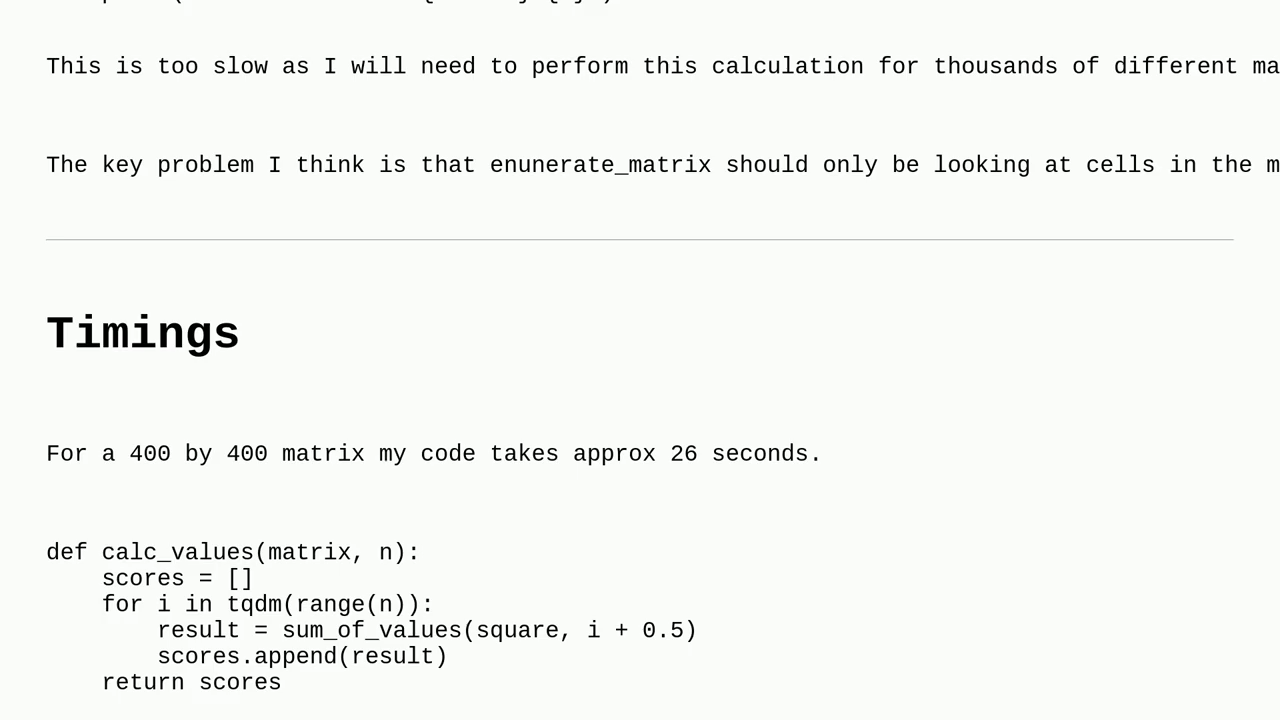 This is too slow as I will need to perform this calculation for thousands of different
The key problem I think is that enunerate_matrix should only be looking at cells in the
Timings
For a 400 by 400 matrix my code takes approx 26 seconds.
def calc_values(matrix, n):
    scores = []
    for i in tqdm(range(n)):
        result = sum_of_values(square, i + 0.5)
        scores.append(result)
    return scores